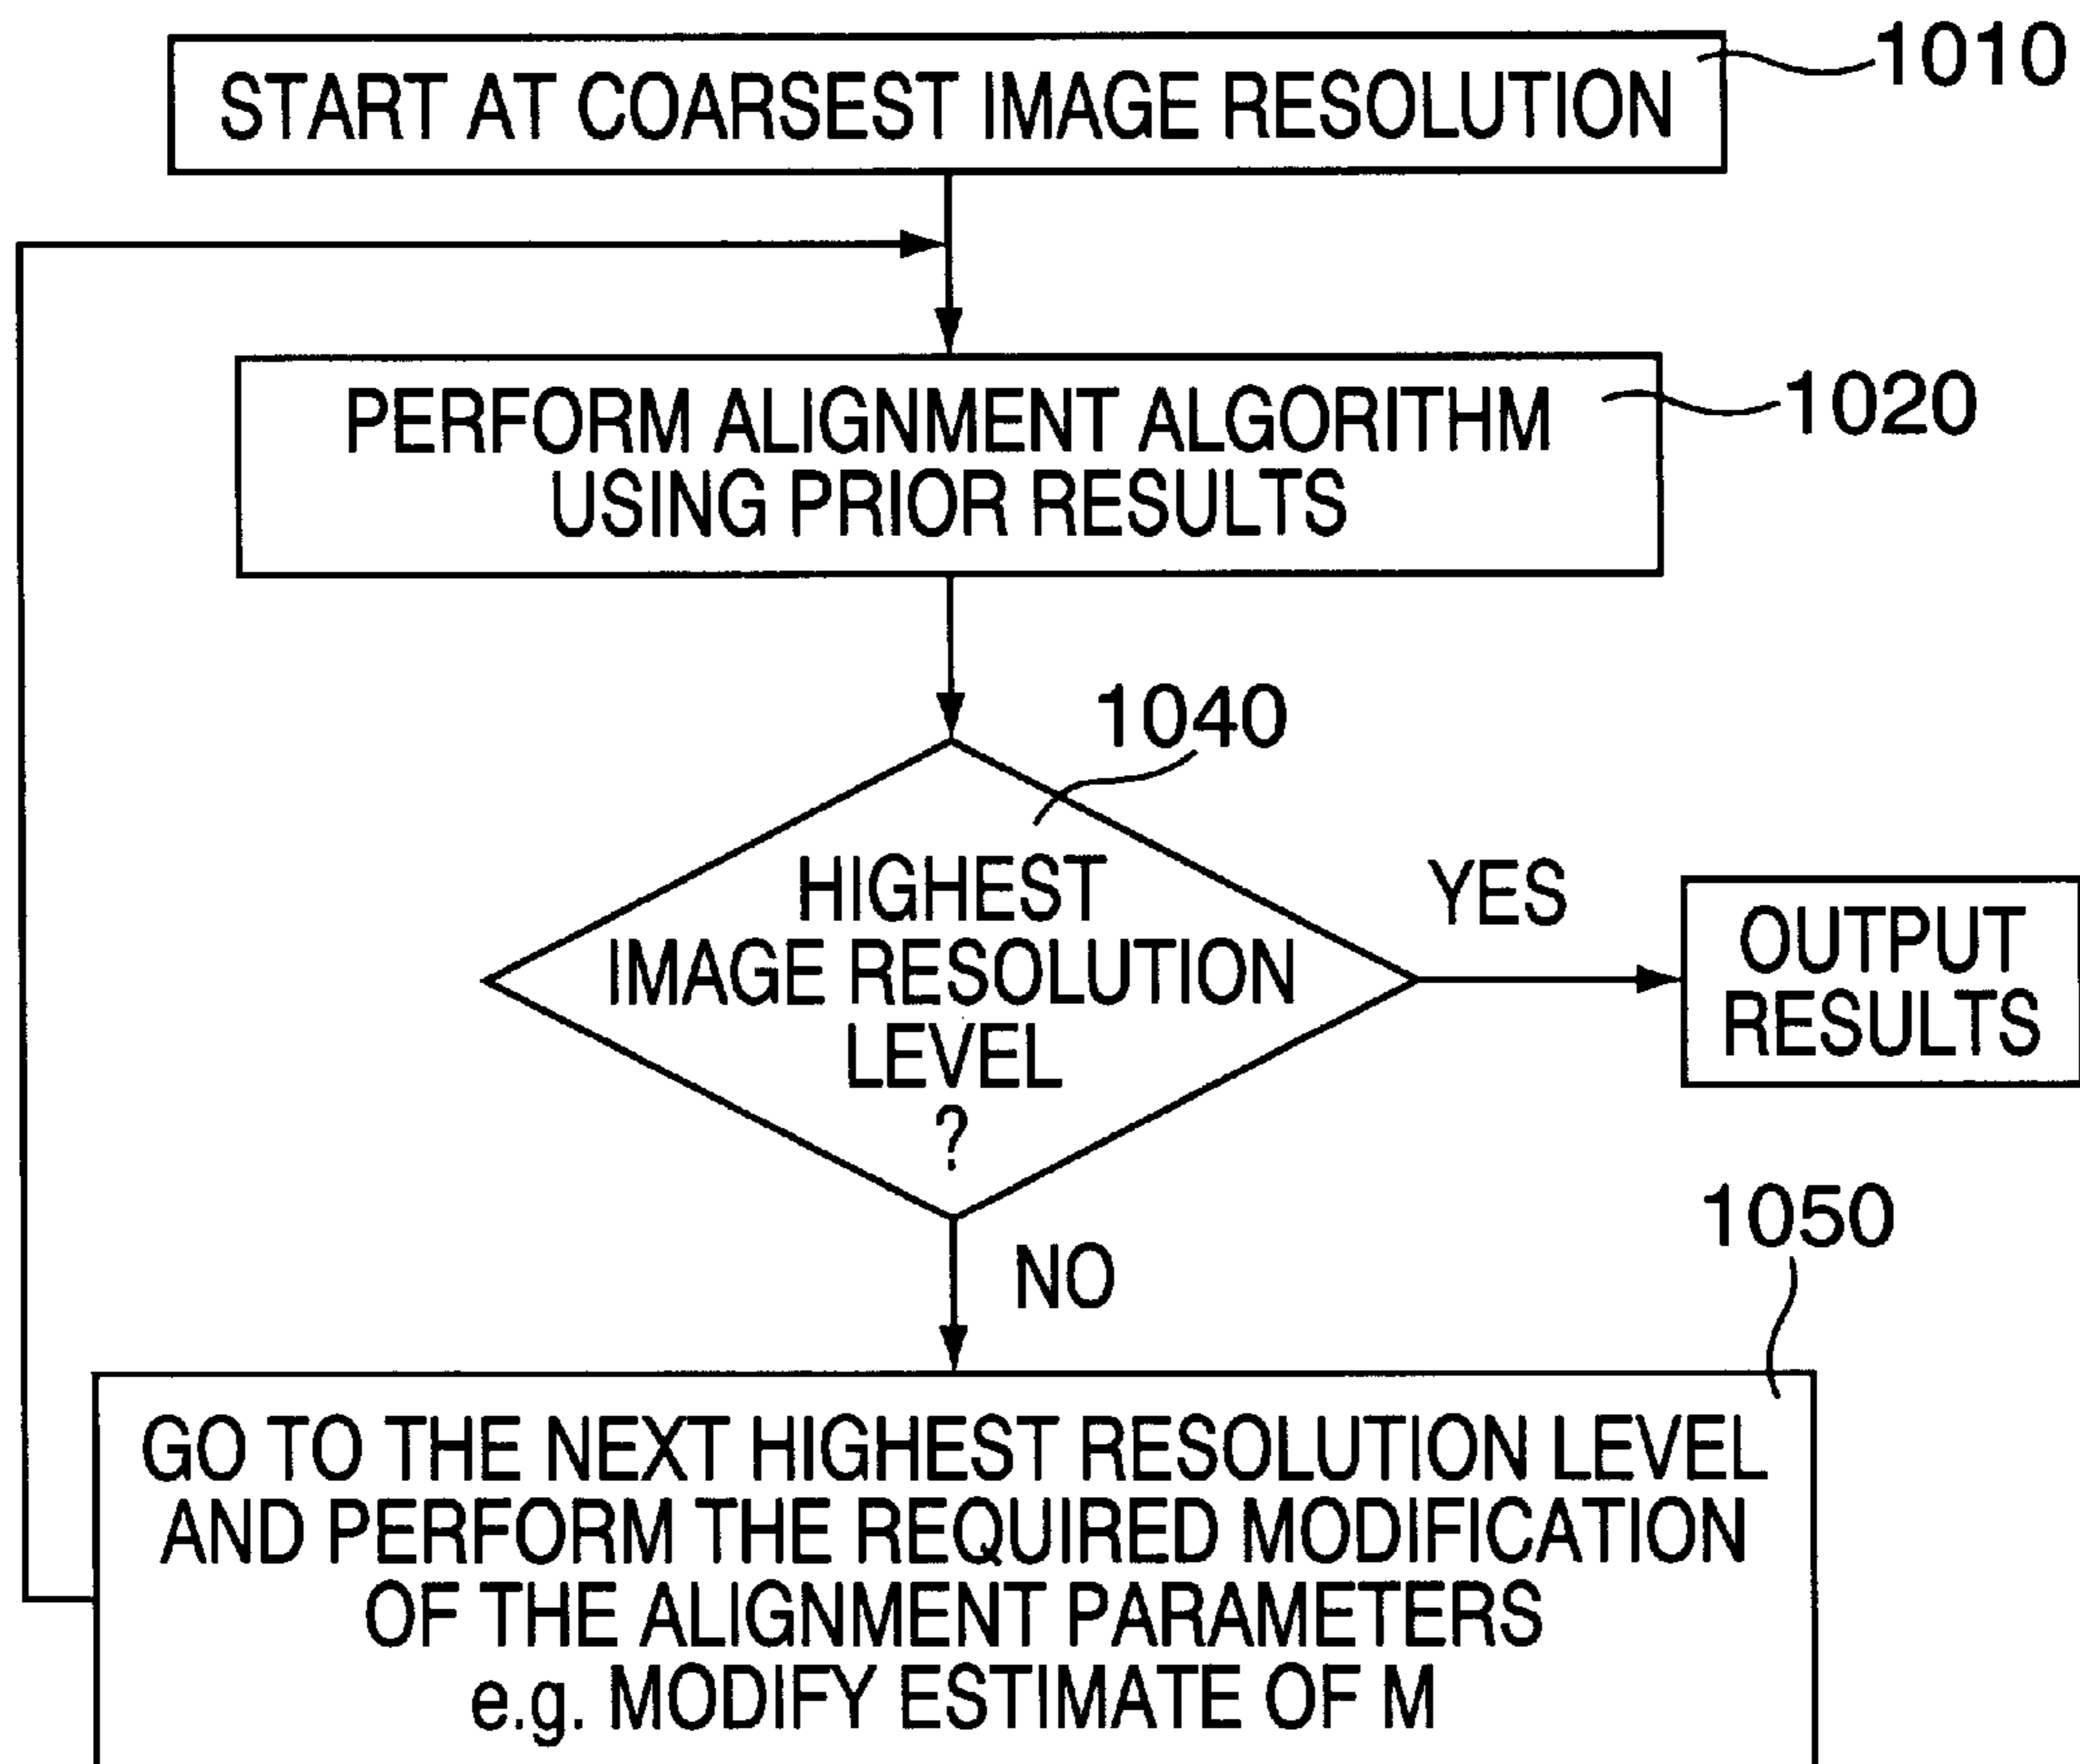 START AT COARSEST IMAGE RESOLUTION
1010
PERFORM ALIGNMENT ALGORITHM
USING PRIOR RESULTS
1020
1040
HIGHEST
IMAGE RESOLUTION
LEVEL
?
YES
OUTPUT
RESULTS
NO
1050
GO TO THE NEXT HIGHEST RESOLUTION LEVEL
AND PERFORM THE REQUIRED MODIFICATION
OF THE ALIGNMENT PARAMETERS
e.g. MODIFY ESTIMATE OF M